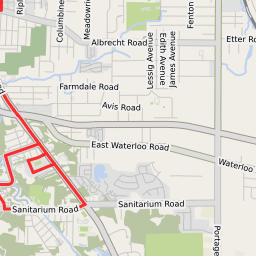 Columbine
Meadowri
Fenton
Albrecht Road
Lessig Avenue
Edith Avenue
James Avenue
Etter Ro
Farmdale Road
Avis Road
East Waterloo Road
Waterloo
Sanitarium Road
Sanitarium Road
Portage